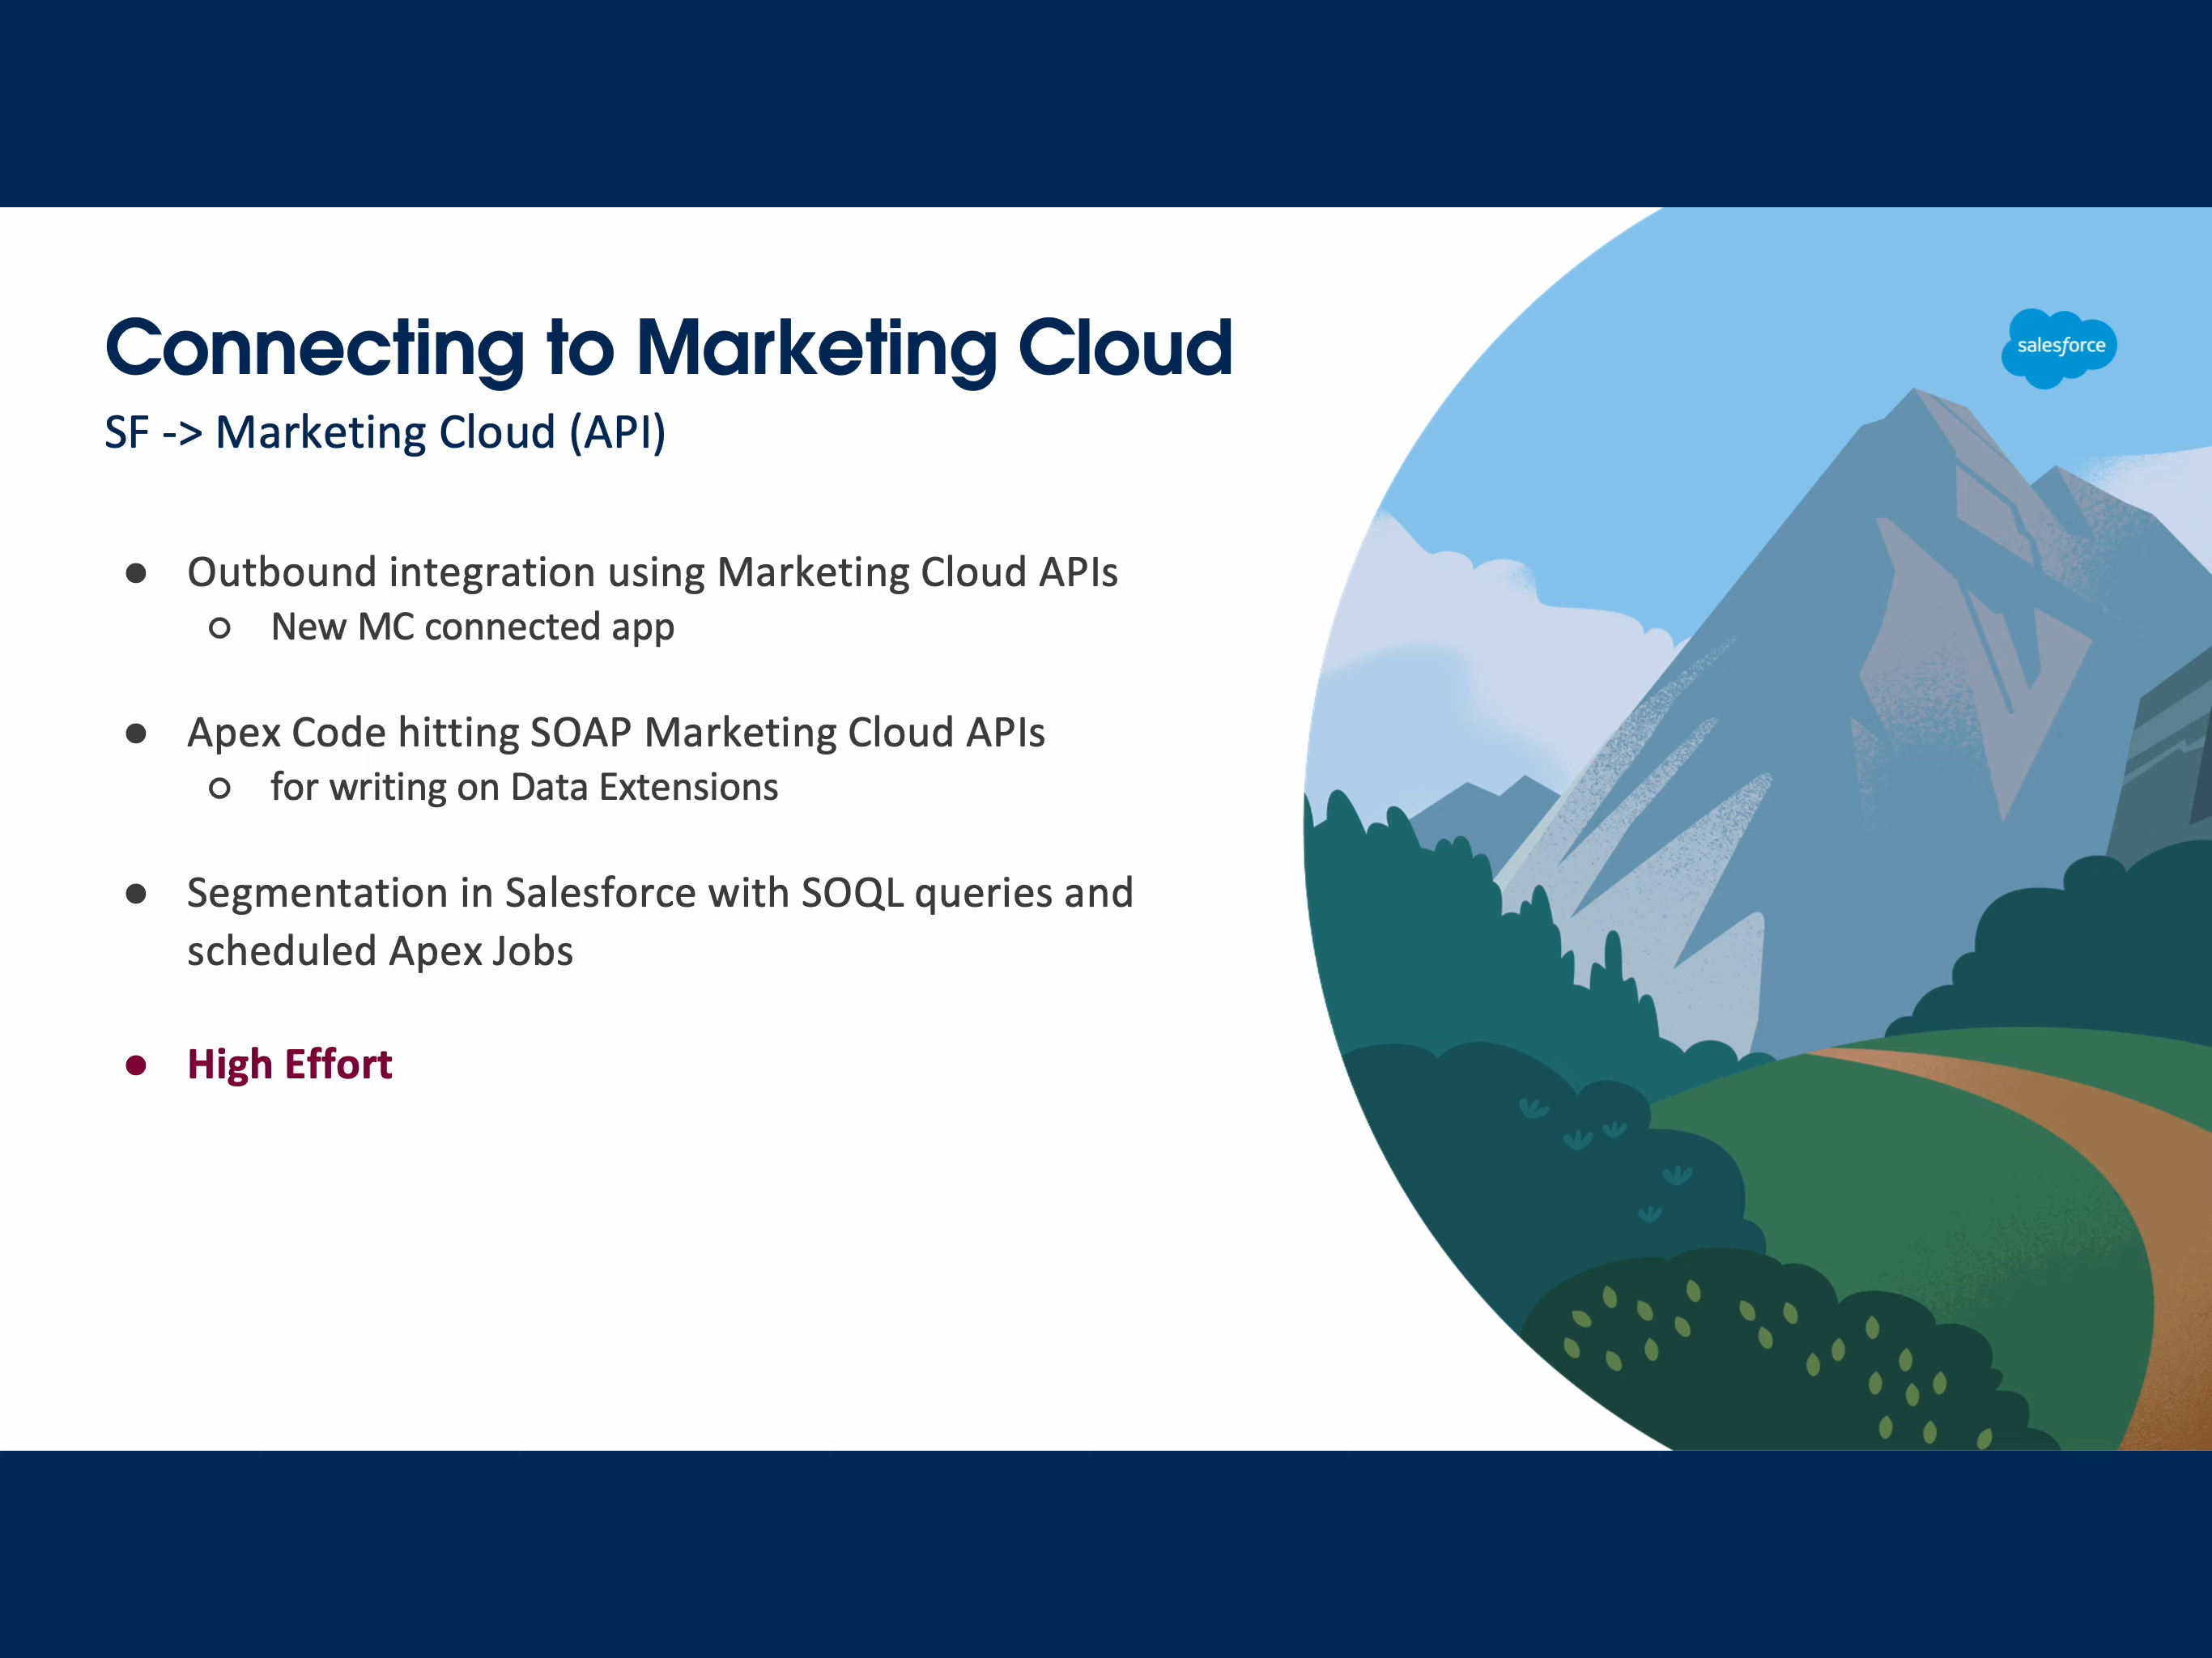 Connecting to Marketing Cloud
salesforce
SF -> Marketing Cloud (API)
● Outbound integration using Marketing Cloud APIs
○ New MC connected app
● Apex Code hitting SOAP Marketing Cloud APIs
○ for writing on Data Extensions
● Segmentation in Salesforce with SOQL queries and
scheduled Apex Jobs
● High Effort